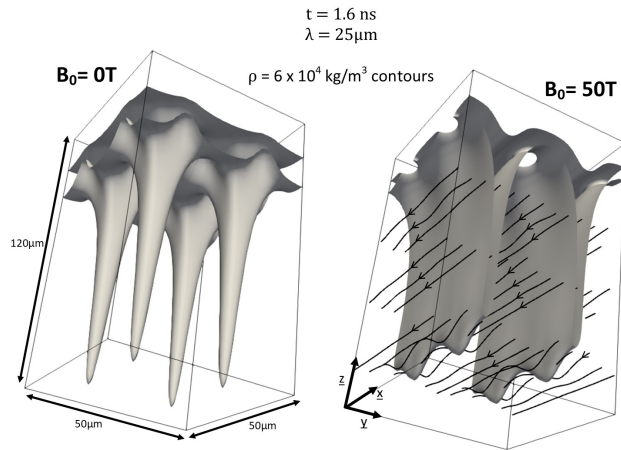 t = 1.6 ns
λ = 25μm
ρ = 6 x 10⁴ kg/m³ contours
B₀= 0T
B₀= 50T
120μm
50μm
50μm
z
x
y